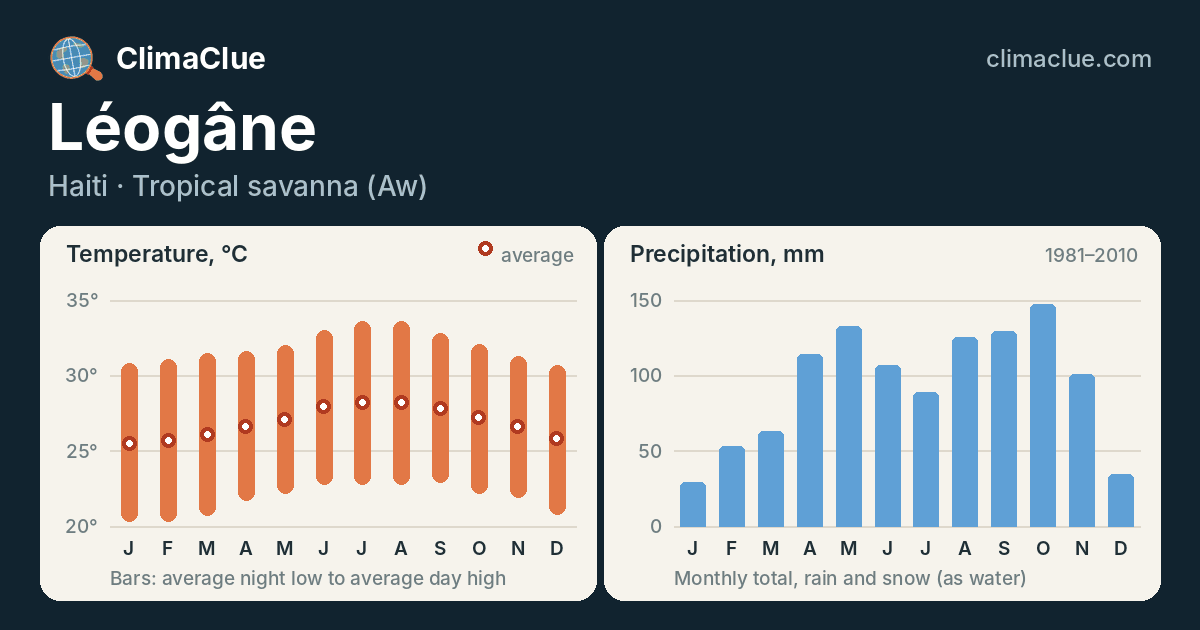 ClimaClue
climaclue.com
Léogâne
Haiti · Tropical savanna (Aw)
Temperature, °C
average
35°
30°
25°
20°
J F M A M J J A S O N D
Bars: average night low to average day high
Precipitation, mm
1981–2010
150
100
50
0
J F M A M J J A S O N D
Monthly total, rain and snow (as water)